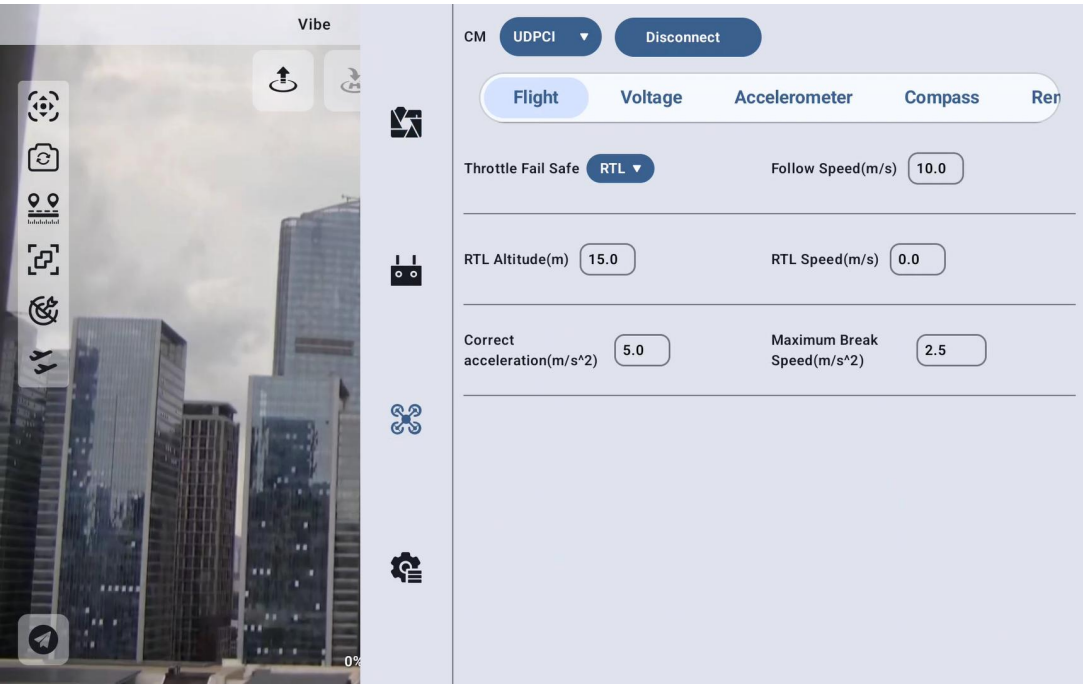 Vibe
CM UDPCI Disconnect
Flight Voltage Accelerometer Compass Rem
Throttle Fail Safe RTL Follow Speed(m/s) 10.0
RTL Altitude(m) 15.0 RTL Speed(m/s) 0.0
Correct
acceleration(m/s^2) 5.0
Maximum Break
Speed(m/s^2) 2.5
0%